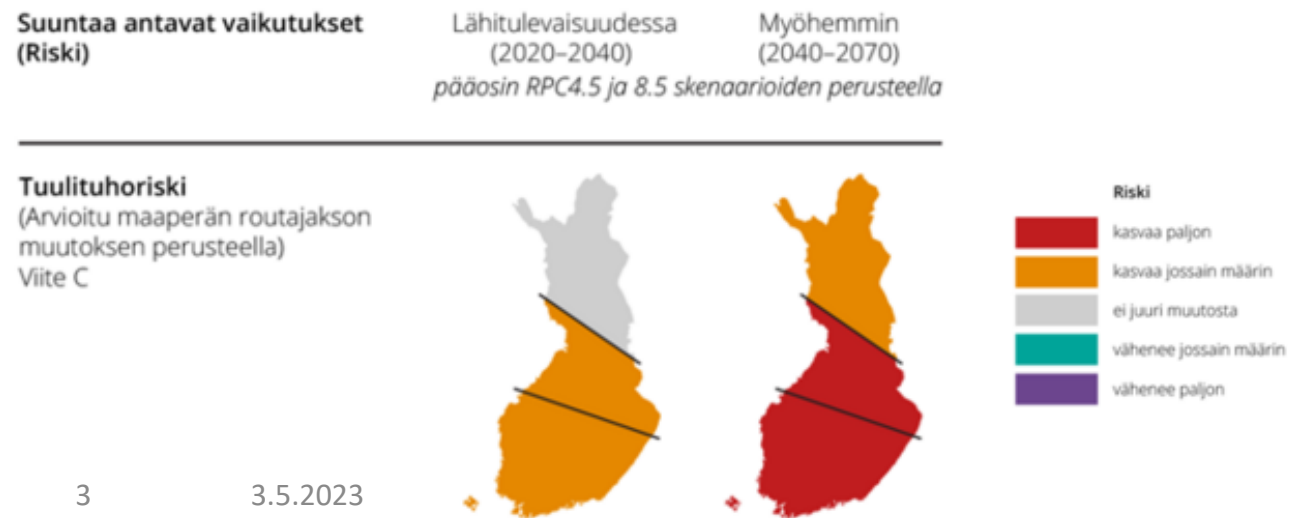 Suuntaa antavat vaikutukset
(Riski)
Lähitulevaisuudessa
(2020–2040)
Myöhemmin
(2040–2070)
pääosin RPC4.5 ja 8.5 skenaarioiden perusteella
Tuulituhoriski
(Arvioitu maaperän routajakson
muutoksen perusteella)
Viite C
Riski
kasvaa paljon
kasvaa jossain määrin
ei juuri muutosta
vähenee jossain määrin
vähenee paljon
3
3.5.2023